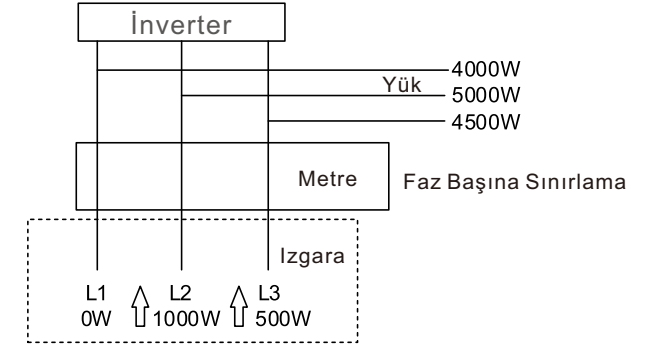 İnverter
4000W
Yük
5000W
4500W
Metre
Faz Başına Sınırlama
Izgara
L1 L2 L3
0W 1000W 500W